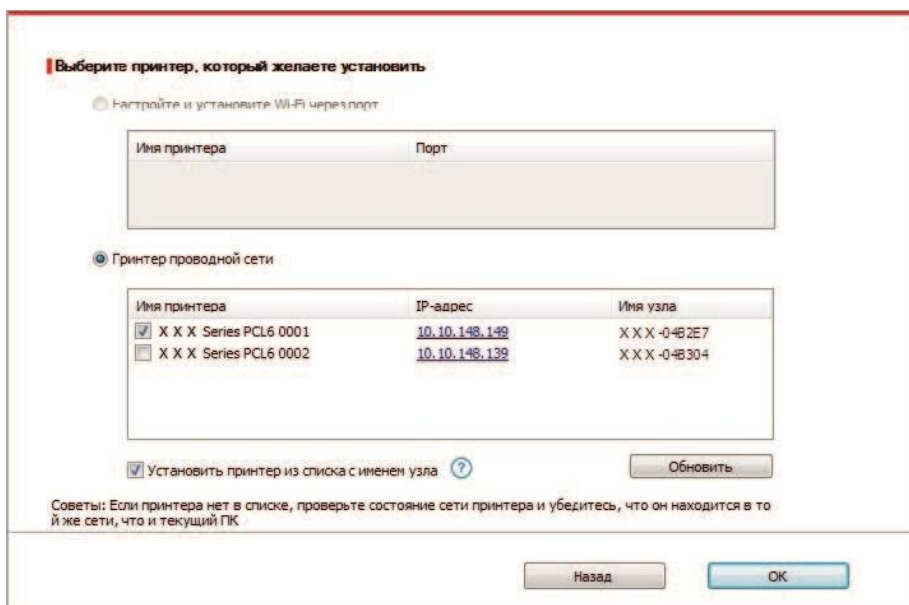 Выберите принтер, который желаете установить
Настройте и установите Wi-Fi через порт
Имя принтера Порт
Гринтер проводной сети
Имя принтера IP-адрес Имя узла
X X X Series PCL6 0001 10.10.148.149 X X X -04B2E7
X X X Series PCL6 0002 10.10.148.139 X X X -04B304
Установить принтер из списка с именем узла ?
Обновить
Советы: Если принтера нет в списке, проверьте состояние сети принтера и убедитесь, что он находится в то
й же сети, что и текущий ПК
Назад OK